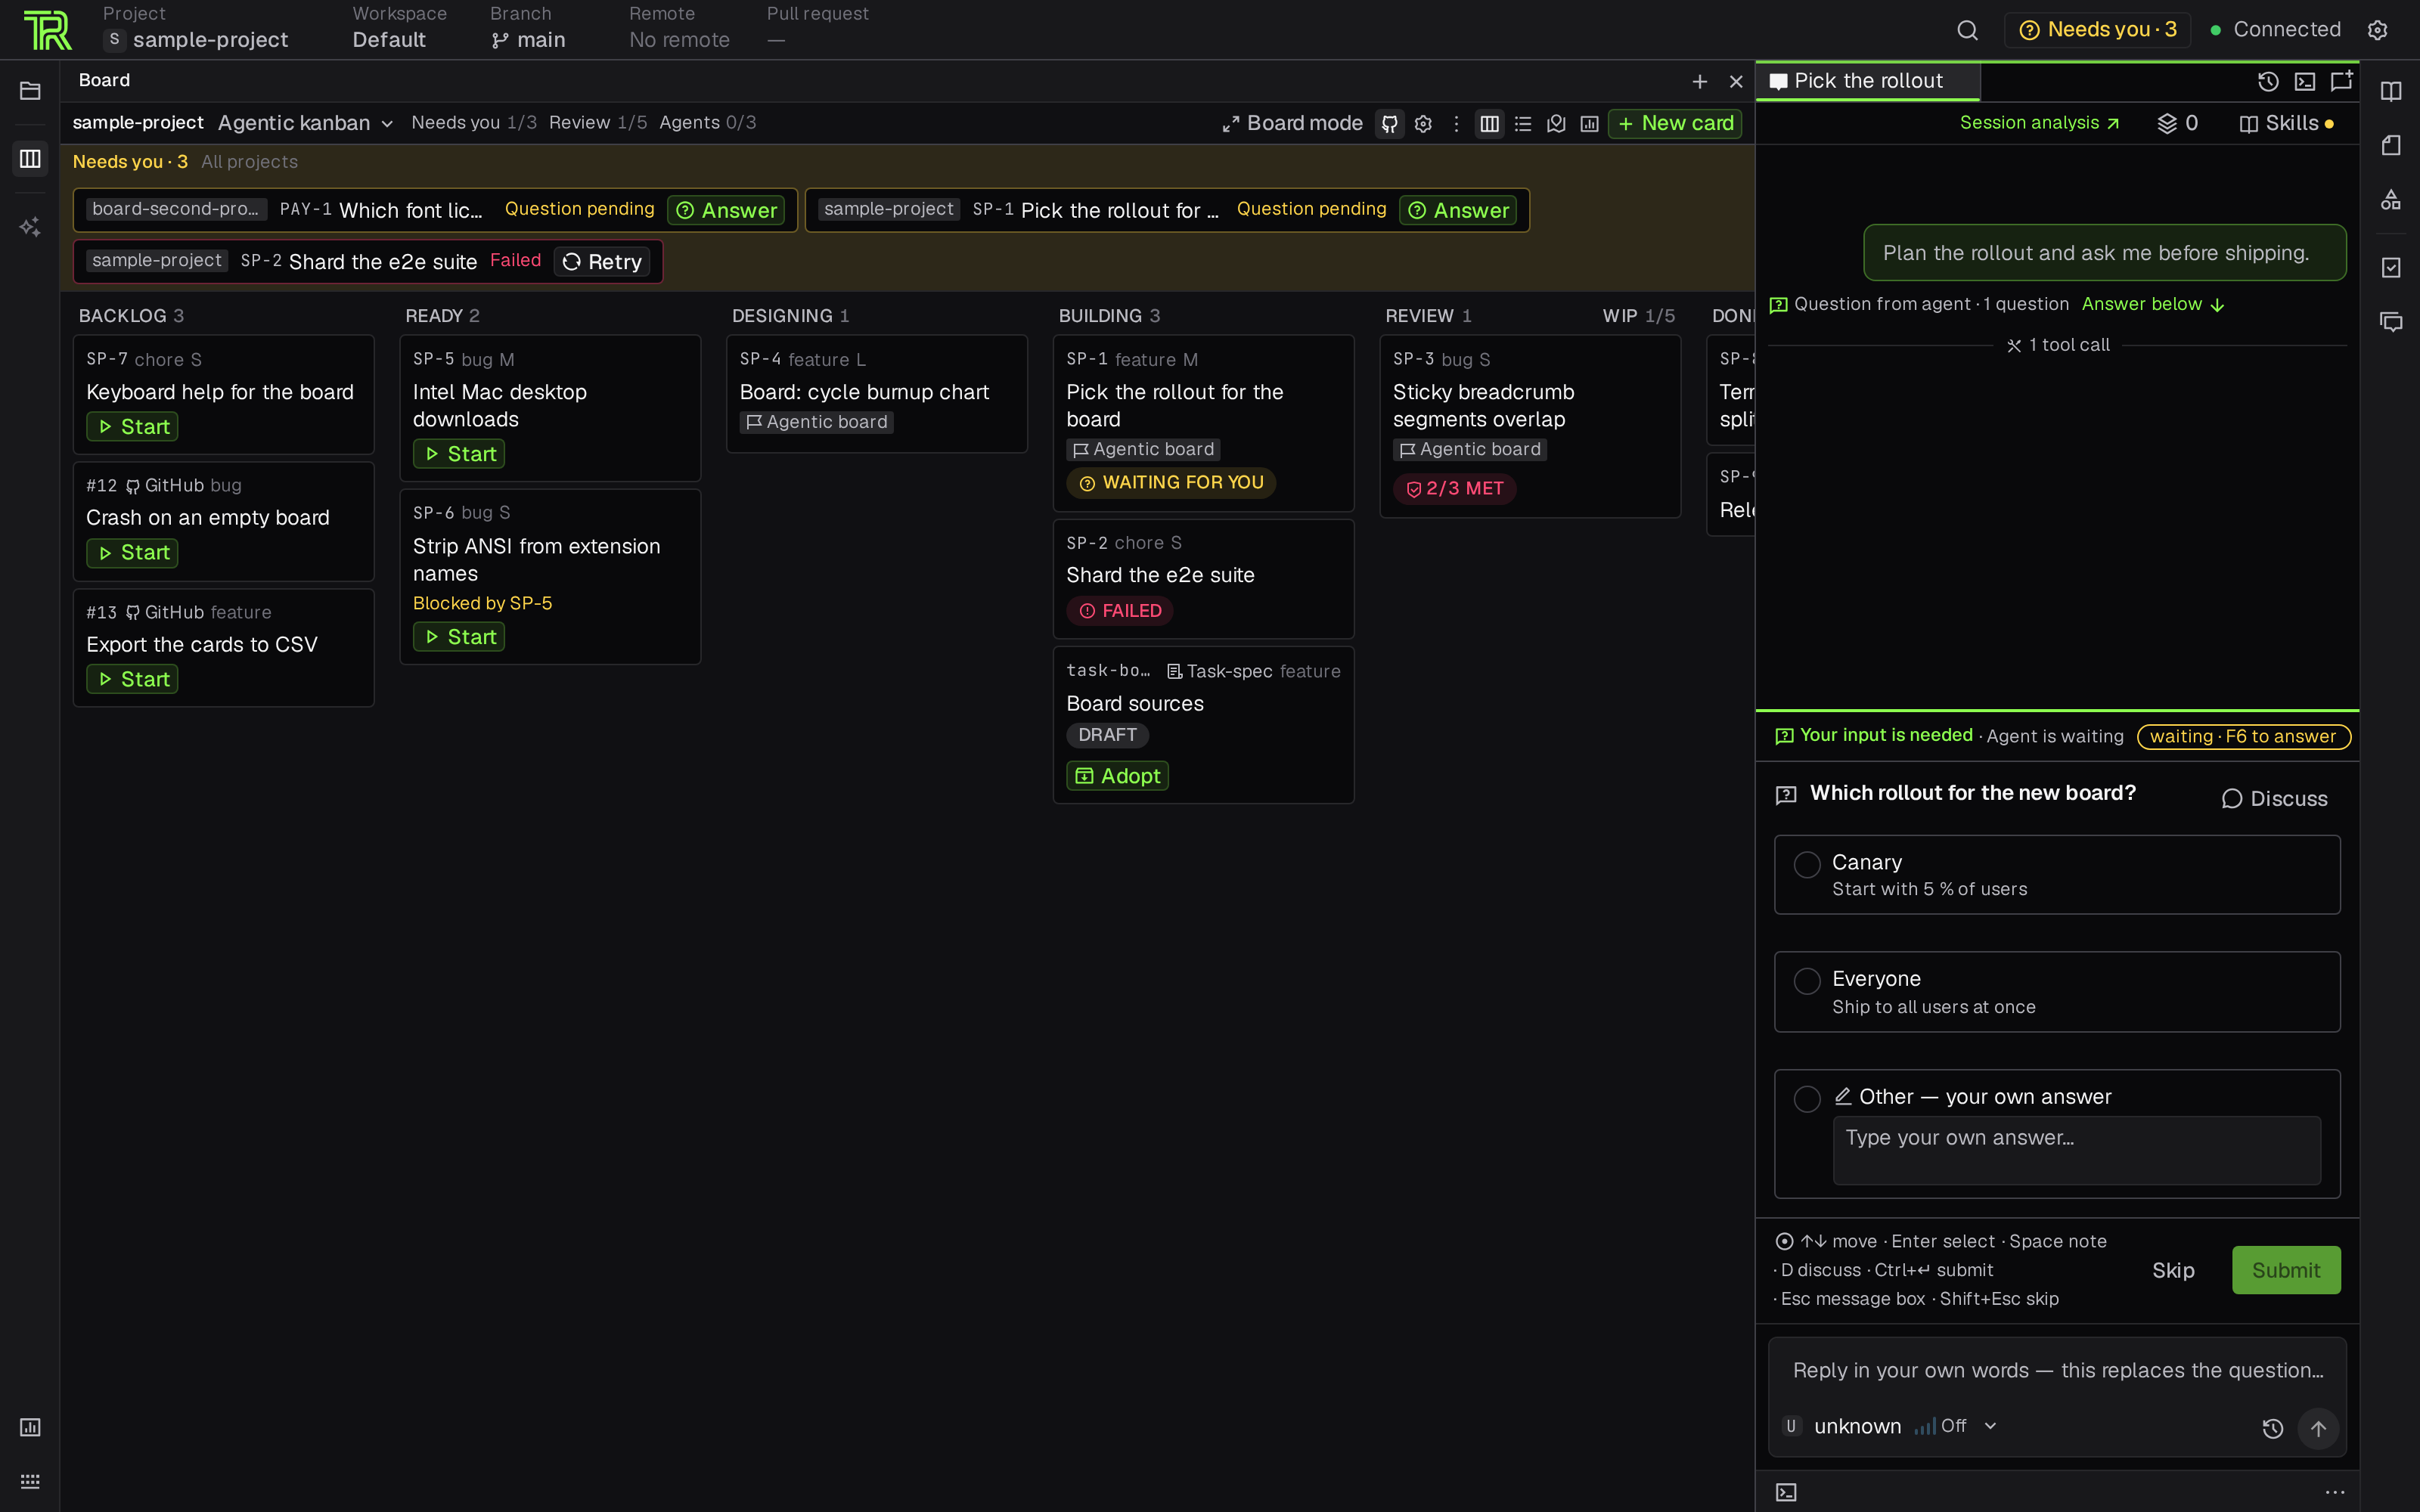 TR
Project
S sample-project
Workspace
Default
Branch
main
Remote
No remote
Pull request
—
Needs you · 3
Connected
Board
sample-project Agentic kanban Needs you 1/3 Review 1/5 Agents 0/3
Board mode
+ New card
Needs you · 3 All projects
board-second-pro… PAY-1 Which font lic… Question pending Answer
sample-project SP-1 Pick the rollout for … Question pending Answer
sample-project SP-2 Shard the e2e suite Failed Retry
BACKLOG 3
SP-7 chore S
Keyboard help for the board
Start
#12 GitHub bug
Crash on an empty board
Start
#13 GitHub feature
Export the cards to CSV
Start
READY 2
SP-5 bug M
Intel Mac desktop
downloads
Start
SP-6 bug S
Strip ANSI from extension
names
Blocked by SP-5
Start
DESIGNING 1
SP-4 feature L
Board: cycle burnup chart
Agentic board
BUILDING 3
SP-1 feature M
Pick the rollout for the
board
Agentic board
WAITING FOR YOU
SP-2 chore S
Shard the e2e suite
FAILED
task-bo… Task-spec feature
Board sources
DRAFT
Adopt
REVIEW 1 WIP 1/5
SP-3 bug S
Sticky breadcrumb
segments overlap
Agentic board
2/3 MET
SP-
spli
SP-
Rele
Pick the rollout
Session analysis ↗ 0 Skills
Plan the rollout and ask me before shipping.
Question from agent · 1 question Answer below ↓
1 tool call
Your input is needed · Agent is waiting waiting · F6 to answer
Which rollout for the new board?
Discuss
Canary
Start with 5 % of users
Everyone
Ship to all users at once
Other — your own answer
Type your own answer…
↑↓ move · Enter select · Space note
· D discuss · Ctrl+↵ submit
· Esc message box · Shift+Esc skip
Skip
Submit
Reply in your own words — this replaces the question…
U unknown Off